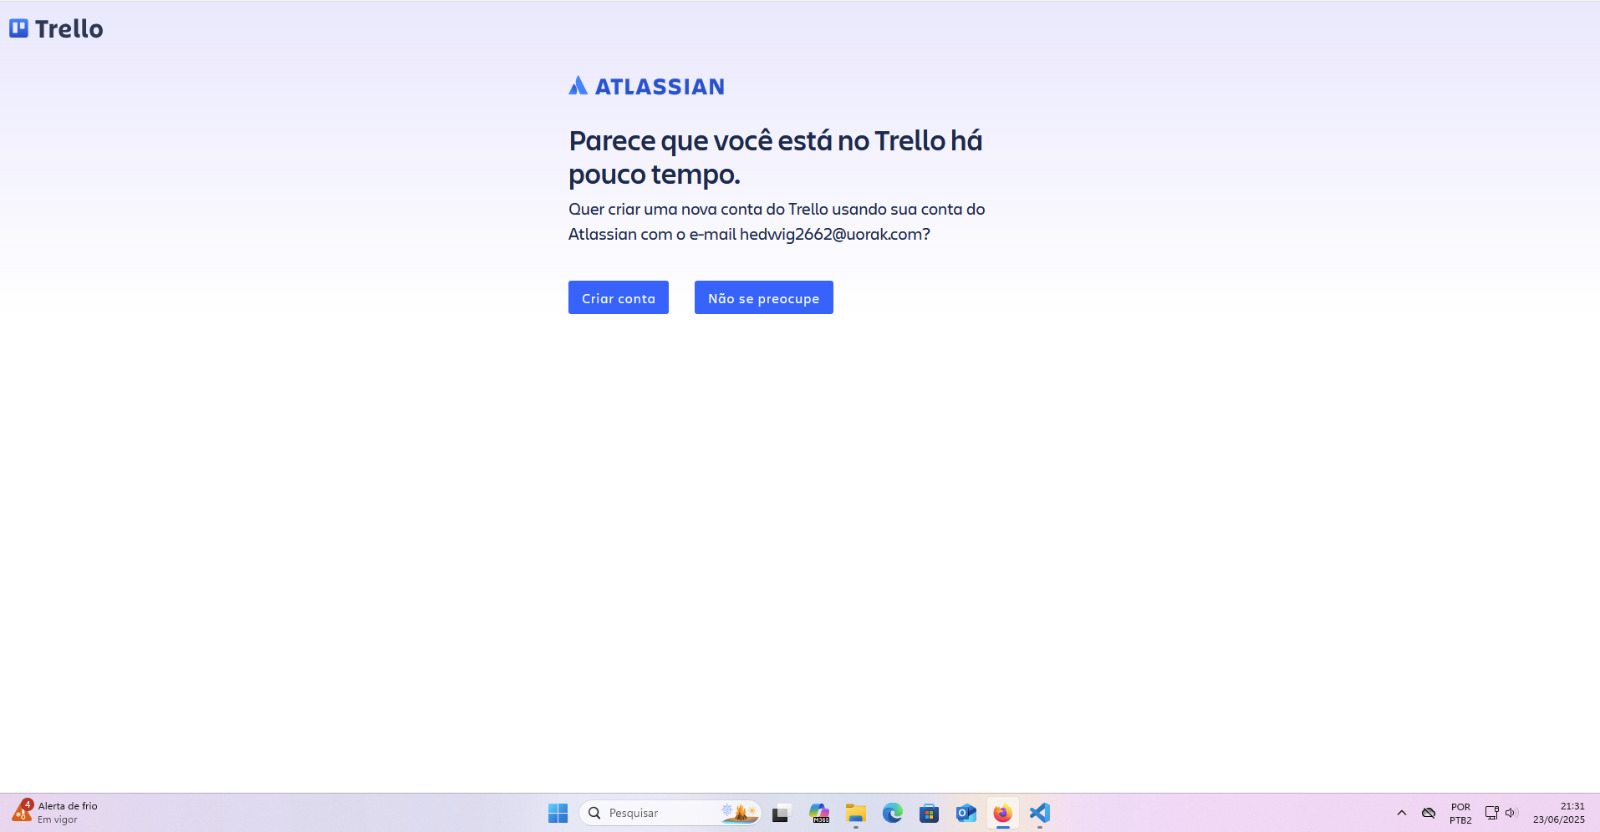 Trello
ATLASSIAN
Parece que você está no Trello há
pouco tempo.
Quer criar uma nova conta do Trello usando sua conta do
Atlassian com o e-mail hedwig2662@uorak.com?
Criar conta
Não se preocupe
4
Alerta de frio
Em vigor
Pesquisar
M365
POR
PTB2
21:31
23/06/2025